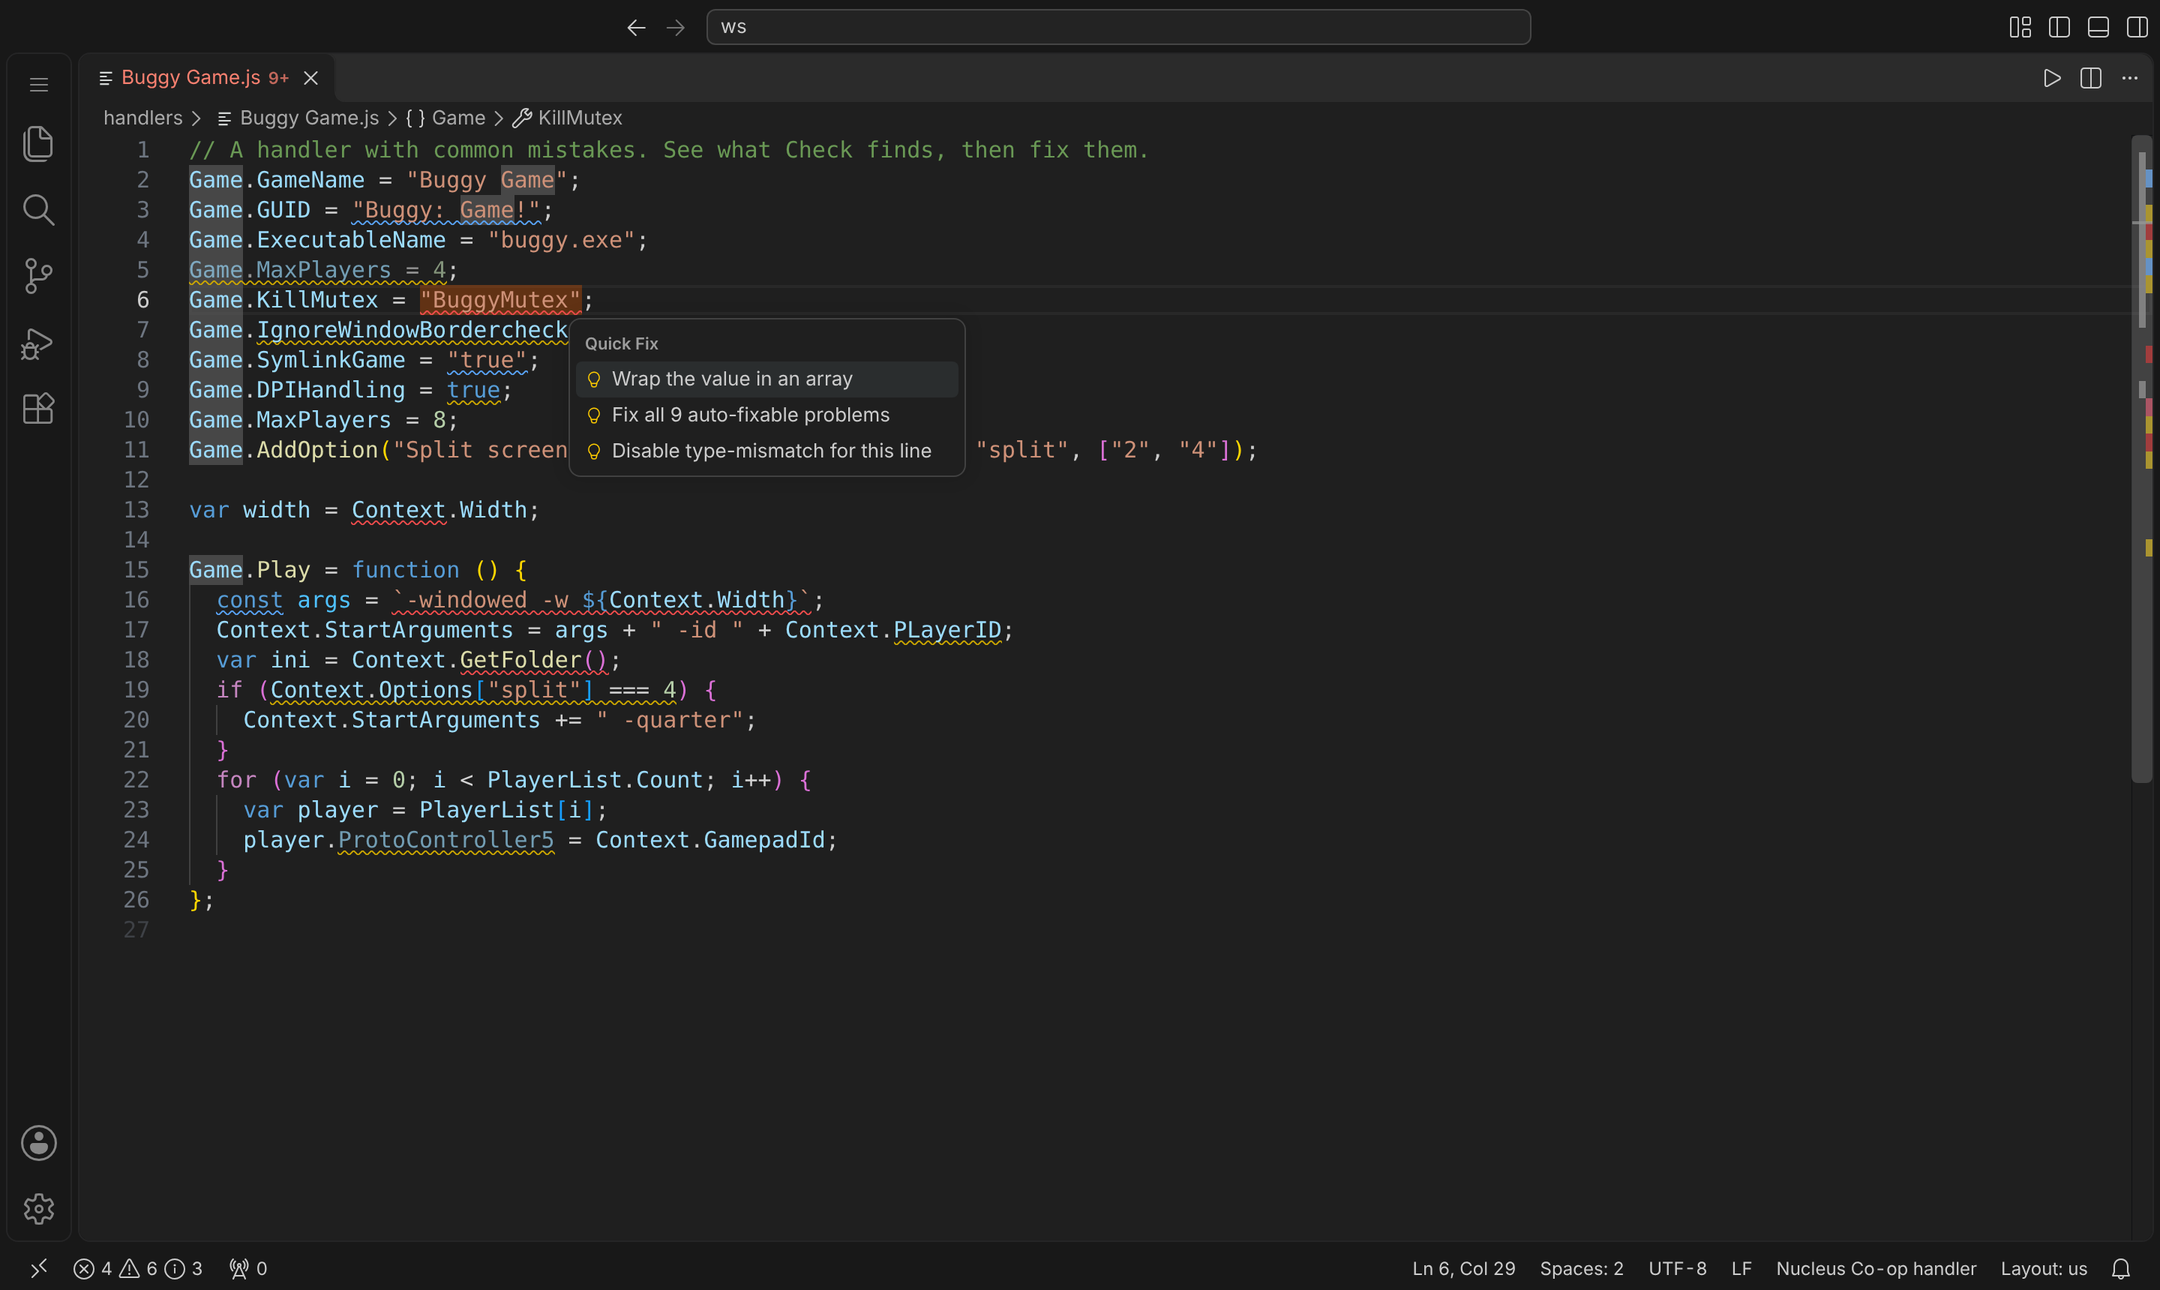 ws
Buggy Game.js 9+
handlers > Buggy Game.js > {} Game > KillMutex
1 // A handler with common mistakes. See what Check finds, then fix them.
2 Game.GameName = "Buggy Game";
3 Game.GUID = "Buggy: Game!";
4 Game.ExecutableName = "buggy.exe";
5 Game.MaxPlayers = 4;
6 Game.KillMutex = "BuggyMutex";
7 Game.IgnoreWindowBordercheck
8 Game.SymlinkGame = "true";
9 Game.DPIHandling = true;
10 Game.MaxPlayers = 8;
11 Game.AddOption("Split screen "split", ["2", "4"]);
Quick Fix
Wrap the value in an array
Fix all 9 auto-fixable problems
Disable type-mismatch for this line
12
13 var width = Context.Width;
14
15 Game.Play = function () {
16 const args = `-windowed -w ${Context.Width}`;
17 Context.StartArguments = args + " -id " + Context.PLayerID;
18 var ini = Context.GetFolder();
19 if (Context.Options["split"] === 4) {
20 Context.StartArguments += " -quarter";
21 }
22 for (var i = 0; i < PlayerList.Count; i++) {
23 var player = PlayerList[i];
24 player.ProtoController5 = Context.GamepadId;
25 }
26 };
27
4 6 3 0 Ln 6, Col 29 Spaces: 2 UTF-8 LF Nucleus Co-op handler Layout: us